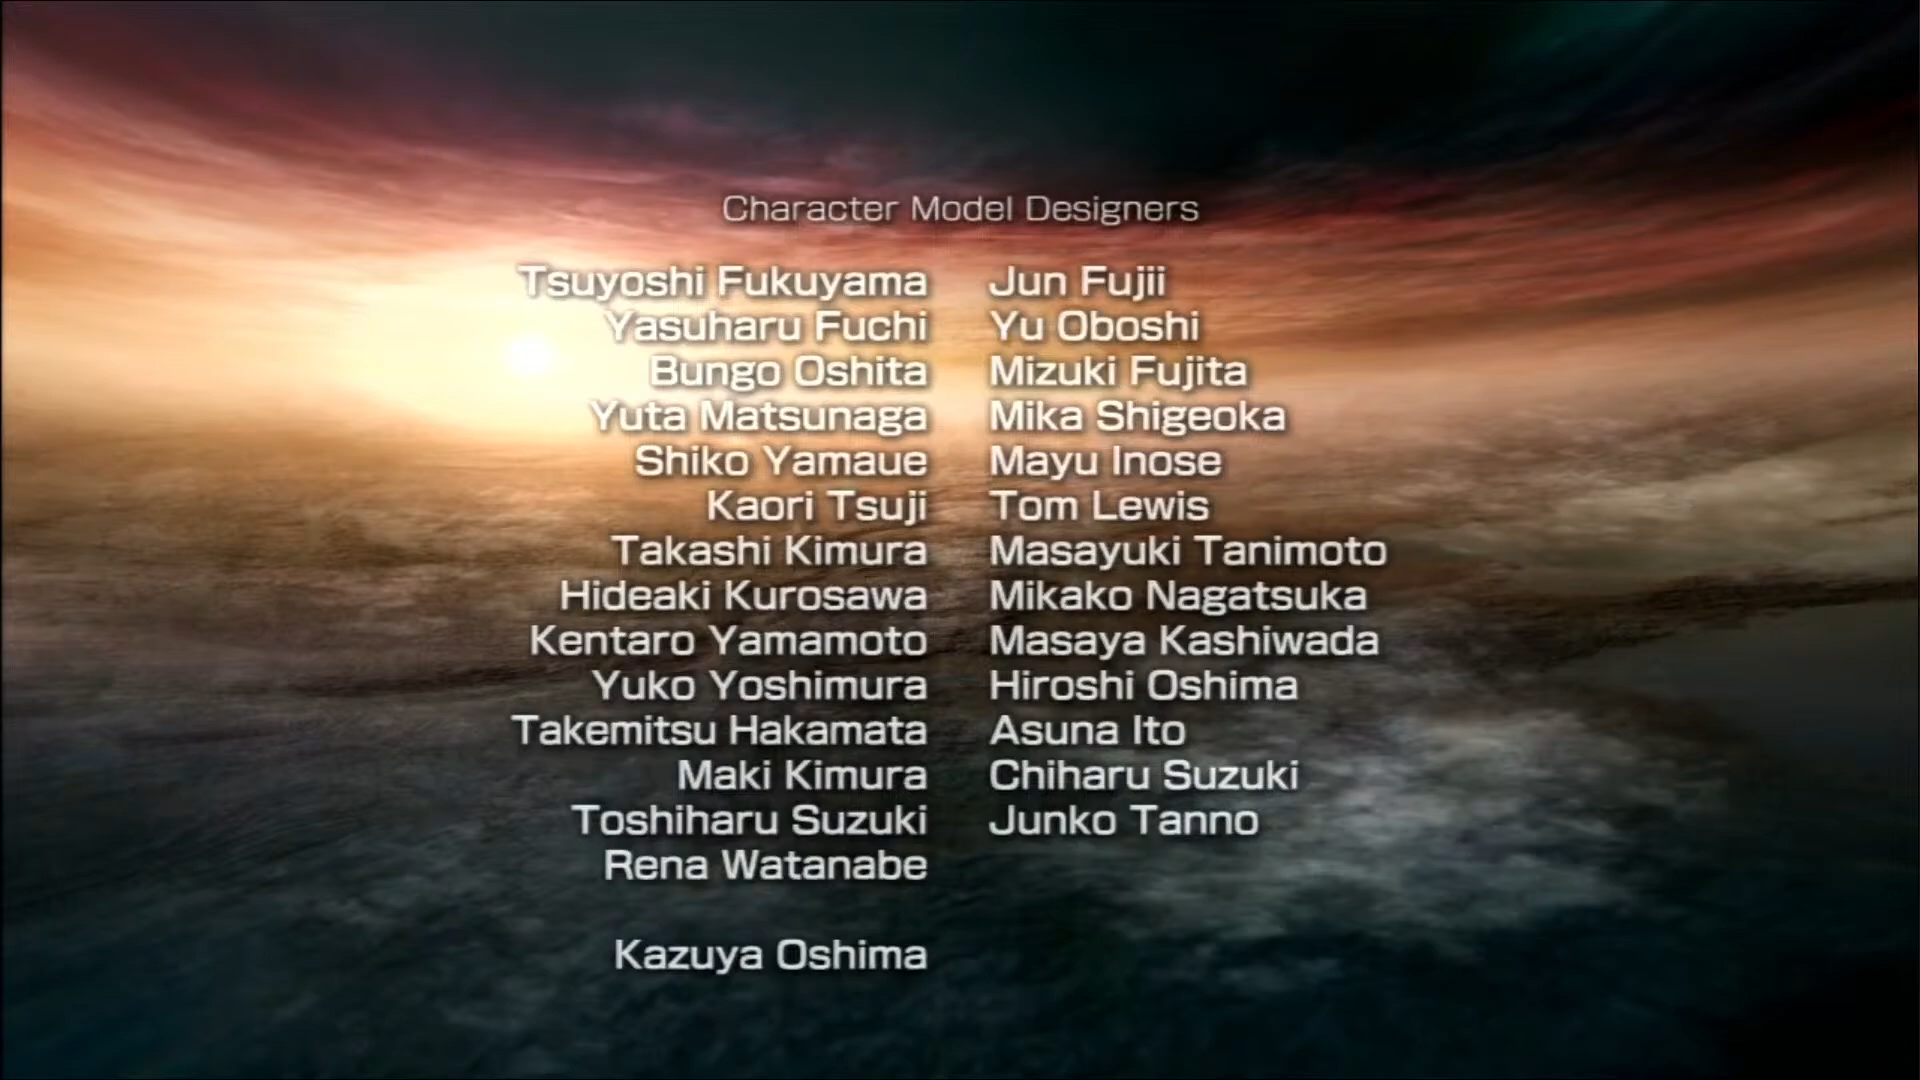 Character Model Designers
Tsuyoshi Fukuyama Jun Fujii
Yasuharu Fuchi Yu Oboshi
Bungo Oshita Mizuki Fujita
Yuta Matsunaga Mika Shigeoka
Shiko Yamaue Mayu Inose
Kaori Tsuji Tom Lewis
Takashi Kimura Masayuki Tanimoto
Hideaki Kurosawa Mikako Nagatsuka
Kentaro Yamamoto Masaya Kashiwada
Yuko Yoshimura Hiroshi Oshima
Takemitsu Hakamata Asuna Ito
Maki Kimura Chiharu Suzuki
Toshiharu Suzuki Junko Tanno
Rena Watanabe
Kazuya Oshima